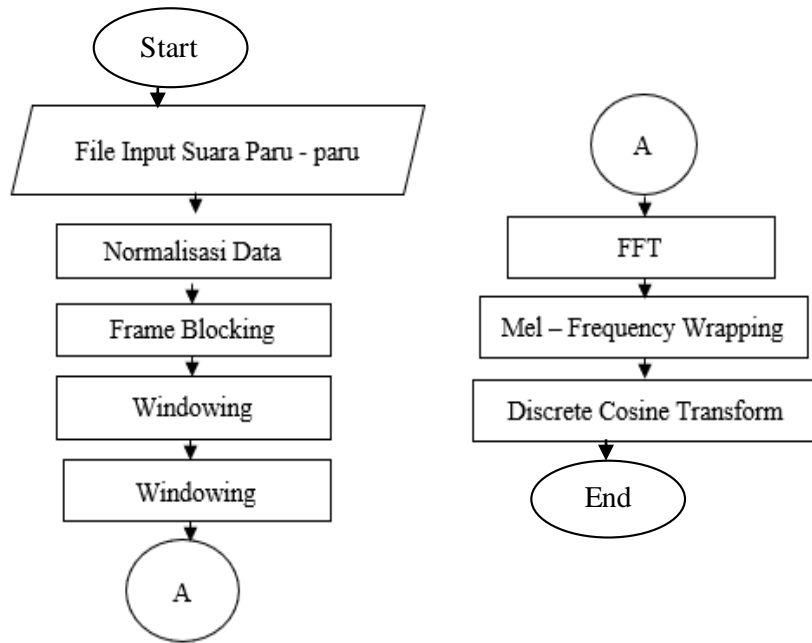 Start
File Input Suara Paru - paru
Normalisasi Data
Frame Blocking
Windowing
Windowing
A
A
FFT
Mel – Frequency Wrapping
Discrete Cosine Transform
End